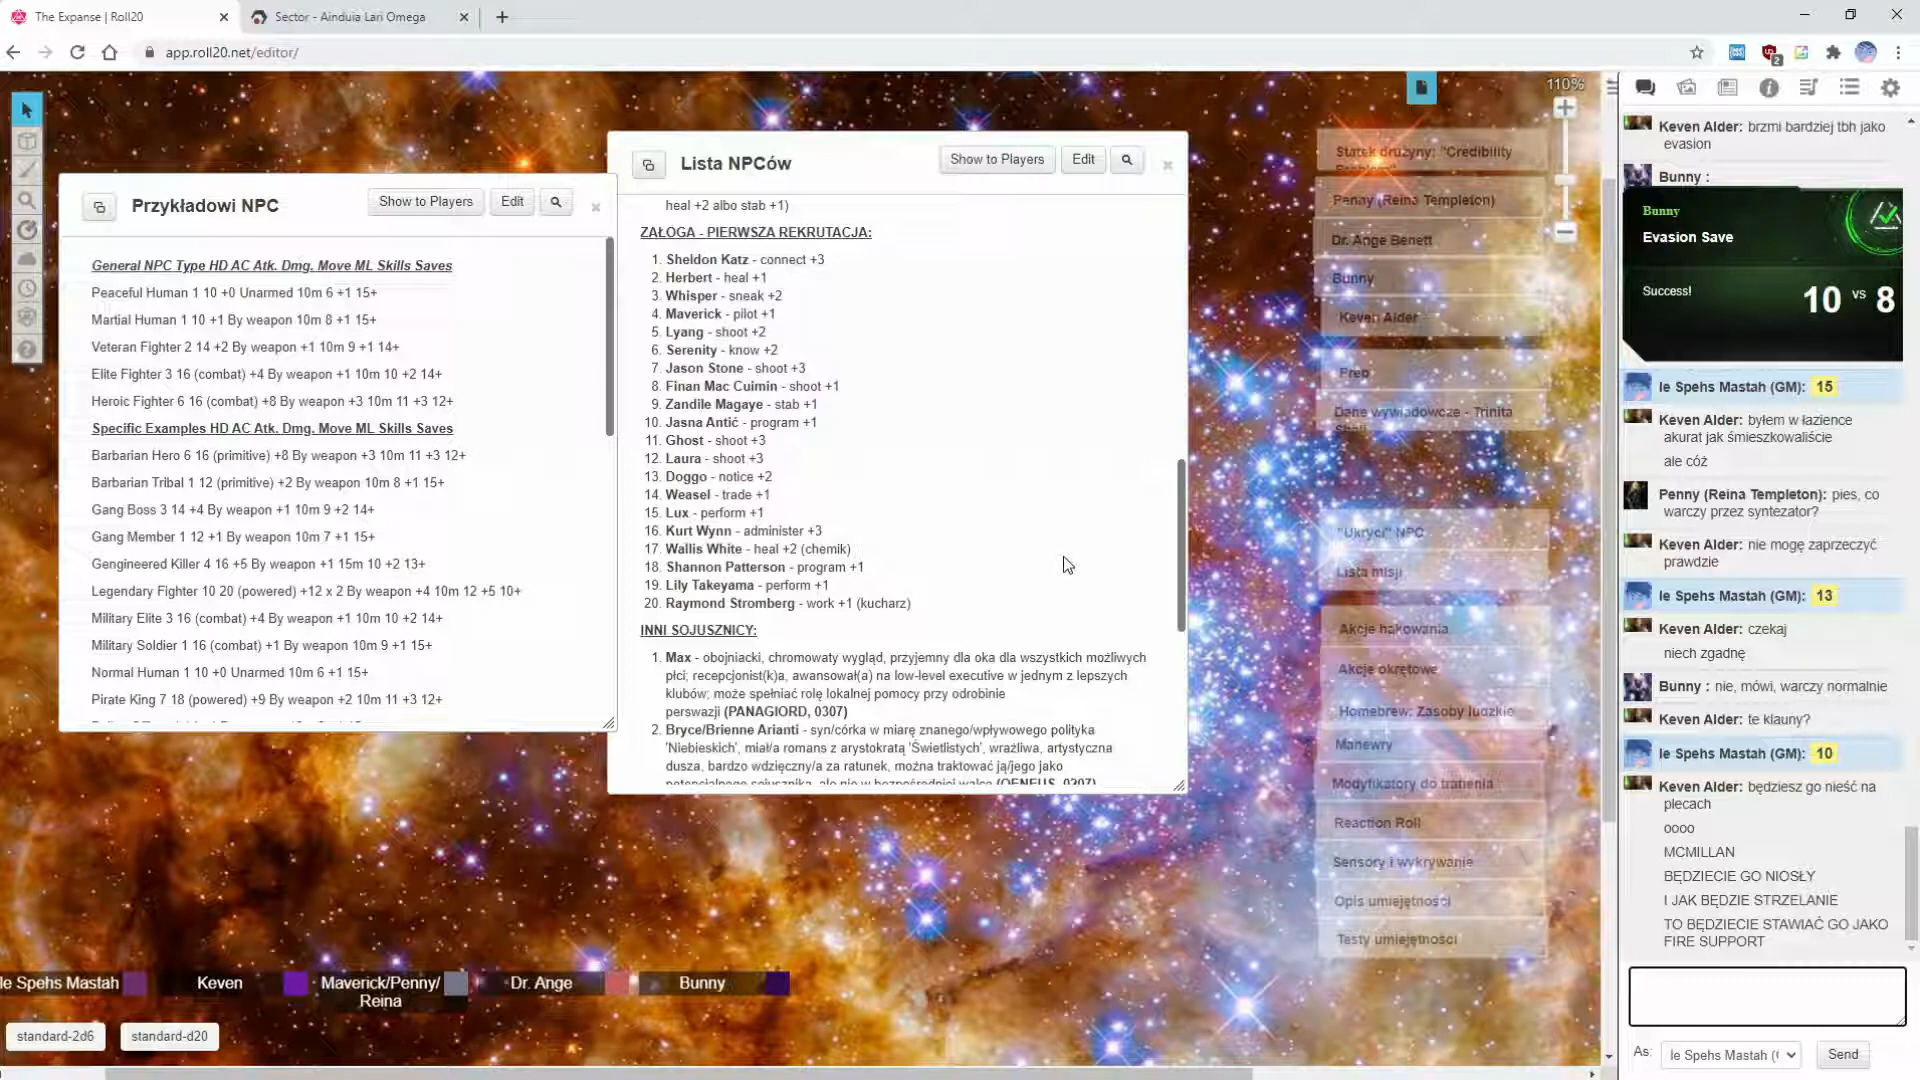 The Expanse | Roll20
Sector - Ainduia Lari Omega
app.roll20.net/editor/
2
110%
Przykładowi NPC
Show to Players
Edit
General NPC Type HD AC Atk. Dmg. Move ML Skills Saves
Peaceful Human 1 10 +0 Unarmed 10m 6 +1 15+
Martial Human 1 10 +1 By weapon 10m 8 +1 15+
Veteran Fighter 2 14 +2 By weapon +1 10m 9 +1 14+
Elite Fighter 3 16 (combat) +4 By weapon +1 10m 10 +2 14+
Heroic Fighter 6 16 (combat) +8 By weapon +3 10m 11 +3 12+
Specific Examples HD AC Atk. Dmg. Move ML Skills Saves
Barbarian Hero 6 16 (primitive) +8 By weapon +3 10m 11 +3 12+
Barbarian Tribal 1 12 (primitive) +2 By weapon 10m 8 +1 15+
Gang Boss 3 14 +4 By weapon +1 10m 9 +2 14+
Gang Member 1 12 +1 By weapon 10m 7 +1 15+
Gengineered Killer 4 16 +5 By weapon +1 15m 10 +2 13+
Legendary Fighter 10 20 (powered) +12 x 2 By weapon +4 10m 12 +5 10+
Military Elite 3 16 (combat) +4 By weapon +1 10m 10 +2 14+
Military Soldier 1 16 (combat) +1 By weapon 10m 9 +1 15+
Normal Human 1 10 +0 Unarmed 10m 6 +1 15+
Pirate King 7 18 (powered) +9 By weapon +2 10m 11 +3 12+
Lista NPCów
Show to Players
Edit
heal +2 albo stab +1)
ZAŁOGA - PIERWSZA REKRUTACJA:
1. Sheldon Katz - connect +3
2. Herbert - heal +1
3. Whisper - sneak +2
4. Maverick - pilot +1
5. Lyang - shoot +2
6. Serenity - know +2
7. Jason Stone - shoot +3
8. Finan Mac Cuimin - shoot +1
9. Zandile Magaye - stab +1
10. Jasna Antić - program +1
11. Ghost - shoot +3
12. Laura - shoot +3
13. Doggo - notice +2
14. Weasel - trade +1
15. Lux - perform +1
16. Kurt Wynn - administer +3
17. Wallis White - heal +2 (chemik)
18. Shannon Patterson - program +1
19. Lily Takeyama - perform +1
20. Raymond Stromberg - work +1 (kucharz)
INNI SOJUSZNICY:
1. Max - obojniacki, chromowaty wygląd, przyjemny dla oka dla wszystkich możliwych
płci; recepcjonist(k)a, awansował(a) na low-level executive w jednym z lepszych
klubów; może spełniać rolę lokalnej pomocy przy odrobinie
perswazji (PANAGIORD, 0307)
2. Bryce/Brienne Arianti - syn/córka w miarę znanego/wpływowego polityka
'Niebieskich', miał/a romans z arystokratą 'Świetlistych', wrażliwa, artystyczna
dusza, bardzo wdzięczny/a za ratunek, można traktować ją/jego jako
potencjalnego sojusznika, ale nie w bezpośredniej walce (OENEUS, 0207)
Statek drużyny: "Credibility
Problem"
Penny (Reina Templeton)
Dr. Ange Benett
Bunny
Keven Alder
Prep
Dane wywiadowcze - Trinita
"Ukryci" NPC
Lista misji
Akcje hakowania
Akcje okrętowe
Homebrew: Zasoby ludzkie
Manewry
Modyfikatory do trafienia
Reaction Roll
Sensory i wykrywanie
Opis umiejętności
Testy umiejętności
Keven Alder: brzmi bardziej tbh jako
evasion
Bunny :
Bunny
Evasion Save
Success!
10 vs 8
le Spehs Mastah (GM): 15
Keven Alder: byłem w łazience
akurat jak śmieszkowaliście
ale cóż
Penny (Reina Templeton): pies, co
warczy przez syntezator?
Keven Alder: nie mogę zaprzeczyć
prawdzie
le Spehs Mastah (GM): 13
Keven Alder: czekaj
niech zgadnę
Bunny : nie, mówi, warczy normalnie
Keven Alder: te klauny?
le Spehs Mastah (GM): 10
Keven Alder: będziesz go nieść na
plecach
oooo
MCMILLAN
BĘDZIECIE GO NIOSŁY
I JAK BĘDZIE STRZELANIE
TO BĘDZIECIE STAWIAĆ GO JAKO
FIRE SUPPORT
As:
le Spehs Mastah (
Send
le Spehs Mastah
Keven
Maverick/Penny/
Reina
Dr. Ange
Bunny
standard-2d6
standard-d20